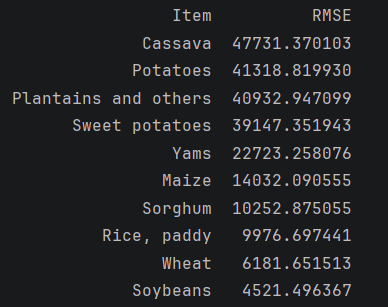 Item RMSE
Cassava 47731.370103
Potatoes 41318.819930
Plantains and others 40932.947099
Sweet potatoes 39147.351943
Yams 22723.258076
Maize 14032.090555
Sorghum 10252.875055
Rice, paddy 9976.697441
Wheat 6181.651513
Soybeans 4521.496367